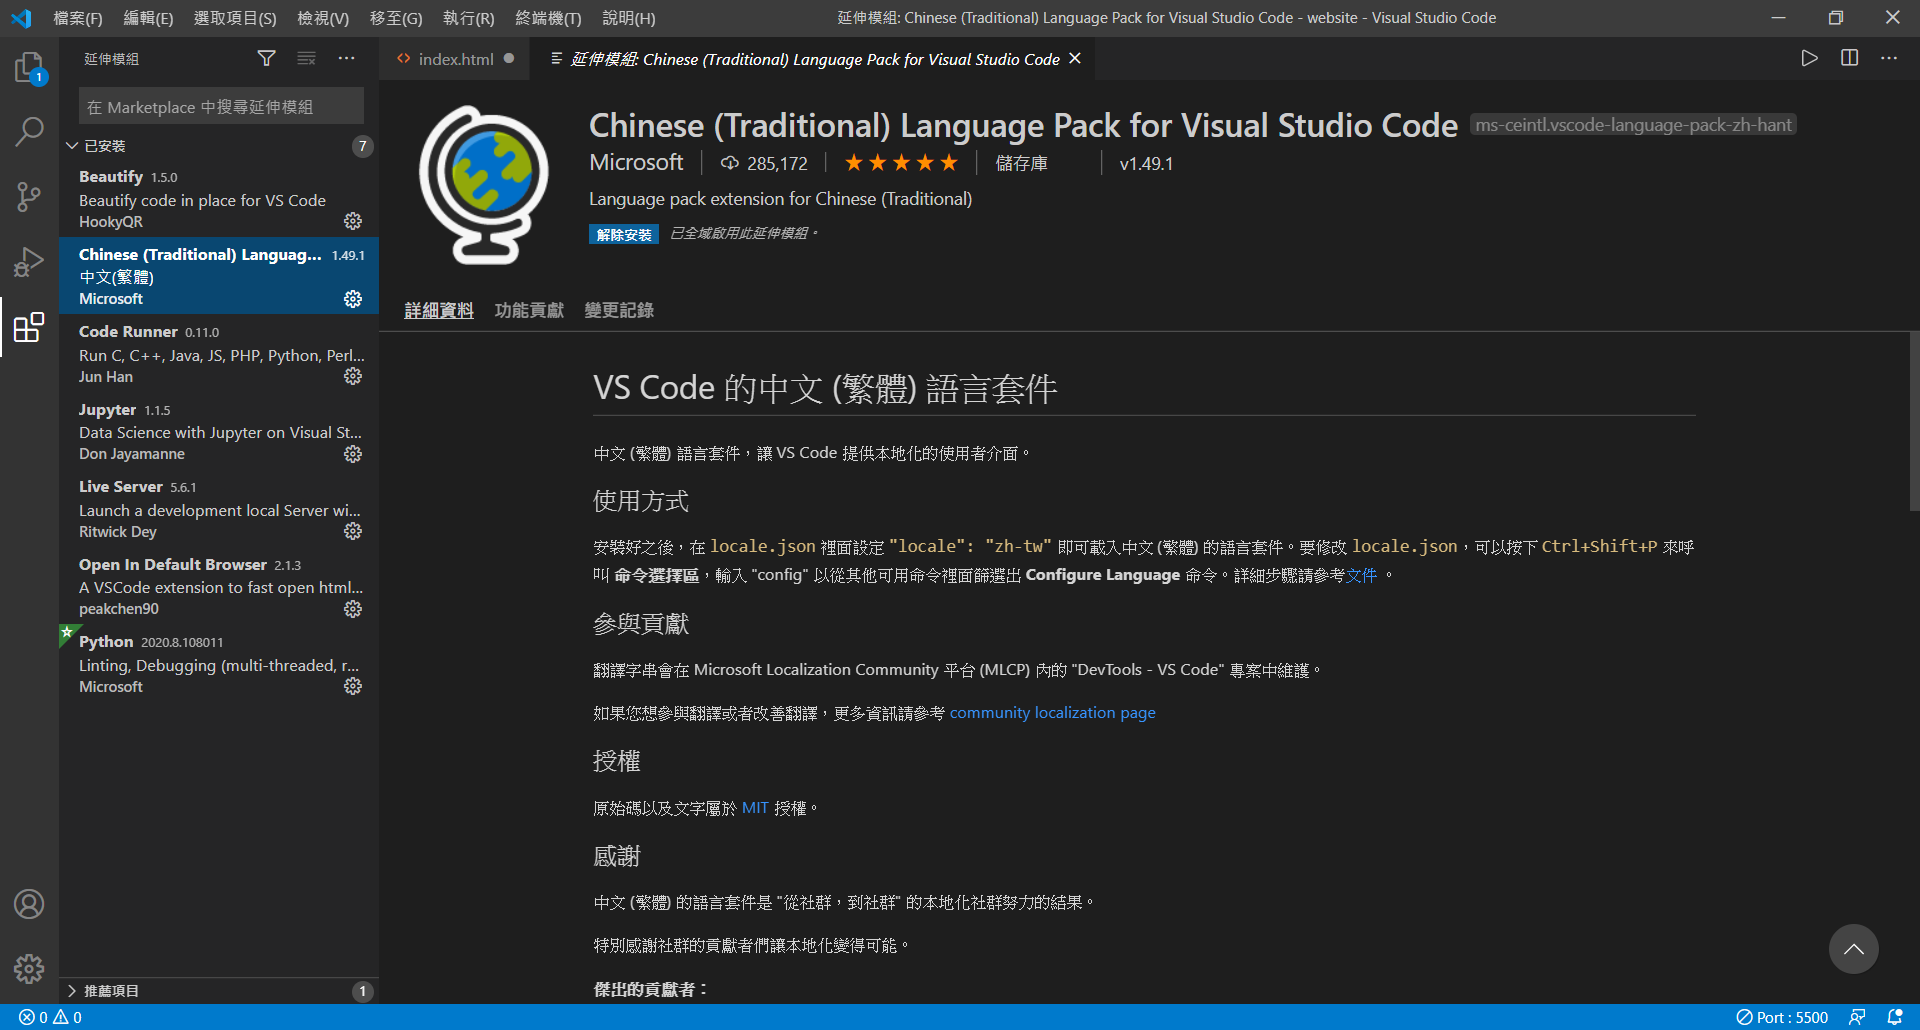 檔案(F) 編輯(E) 選取項目(S) 檢視(V) 移至(G) 執行(R) 終端機(T) 說明(H) 延伸模組: Chinese (Traditional) Language Pack for Visual Studio Code - website - Visual Studio Code
1
延伸模組
在 Marketplace 中搜尋延伸模組
已安裝 7
Beautify 1.5.0
Beautify code in place for VS Code
HookyQR
Chinese (Traditional) Languag... 1.49.1
中文(繁體)
Microsoft
Code Runner 0.11.0
Run C, C++, Java, JS, PHP, Python, Perl...
Jun Han
Jupyter 1.1.5
Data Science with Jupyter on Visual St...
Don Jayamanne
Live Server 5.6.1
Launch a development local Server wi...
Ritwick Dey
Open In Default Browser 2.1.3
A VSCode extension to fast open html...
peakchen90
Python 2020.8.108011
Linting, Debugging (multi-threaded, r...
Microsoft
推薦項目 1
index.html 延伸模組: Chinese (Traditional) Language Pack for Visual Studio Code
Chinese (Traditional) Language Pack for Visual Studio Code ms-ceintl.vscode-language-pack-zh-hant
Microsoft 285,172 ★★★★★ 儲存庫 v1.49.1
Language pack extension for Chinese (Traditional)
解除安裝 已全域啟用此延伸模組。
詳細資料 功能貢獻 變更記錄
VS Code 的中文 (繁體) 語言套件
中文 (繁體) 語言套件，讓 VS Code 提供本地化的使用者介面。
使用方式
安裝好之後，在 locale.json 裡面設定 "locale": "zh-tw" 即可載入中文 (繁體) 的語言套件。要修改 locale.json，可以按下 Ctrl+Shift+P 來呼
叫 命令選擇區，輸入 "config" 以從其他可用命令裡面篩選出 Configure Language 命令。詳細步驟請參考文件 。
參與貢獻
翻譯字串會在 Microsoft Localization Community 平台 (MLCP) 內的 "DevTools - VS Code" 專案中維護。
如果您想參與翻譯或者改善翻譯，更多資訊請參考 community localization page
授權
原始碼以及文字屬於 MIT 授權。
感謝
中文 (繁體) 的語言套件是 "從社群，到社群" 的本地化社群努力的結果。
特別感謝社群的貢獻者們讓本地化變得可能。
傑出的貢獻者：
0 0 Port : 5500